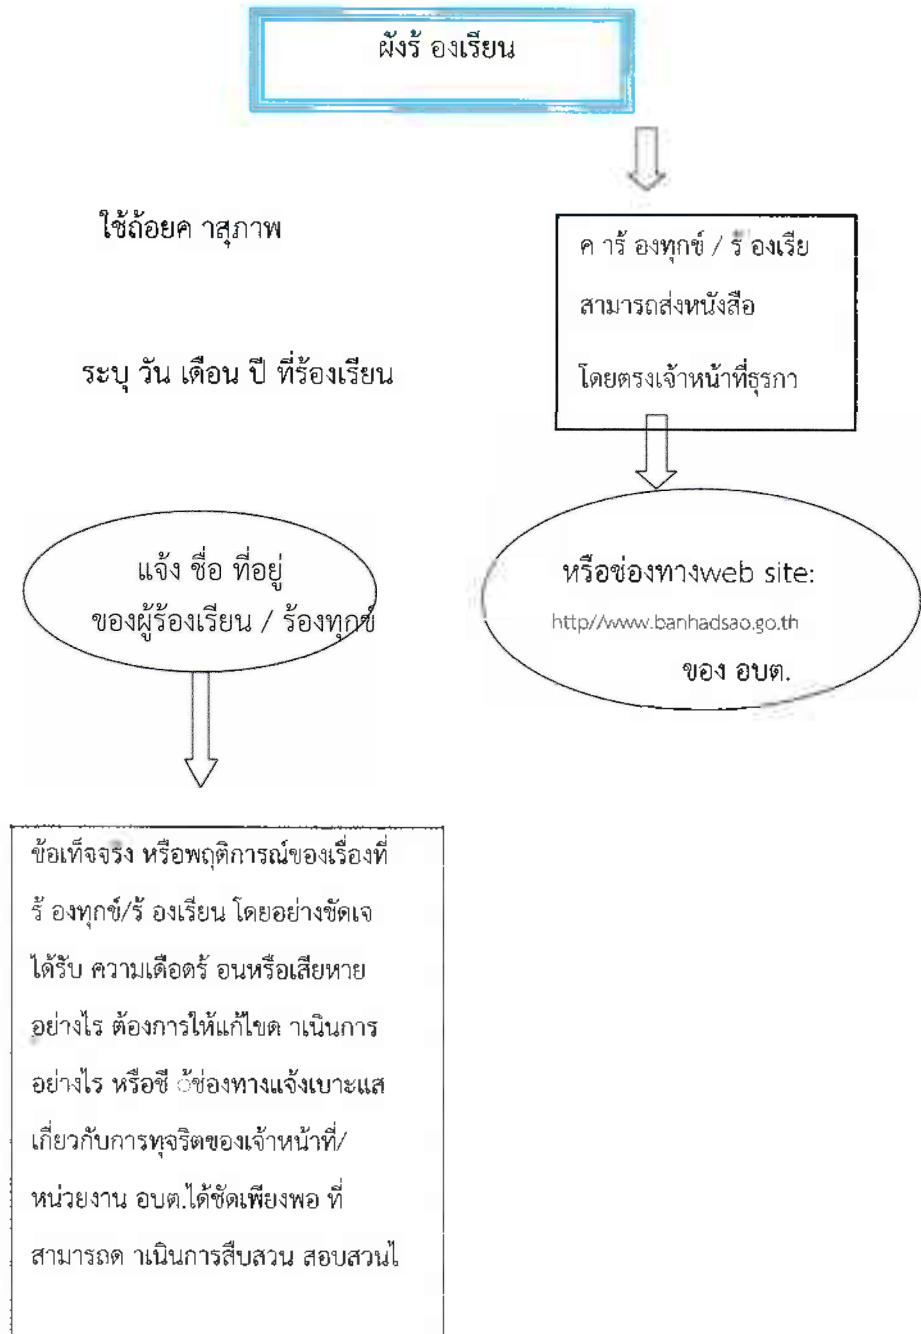 ผังร้ องเรียน
ใช้ถ้อยค าสุภาพ
ระบุ วัน เดือน ปี ที่ร้องเรียน
แจ้ง ชื่อ ที่อยู่
ของผู้ร้องเรียน / ร้องทุกข์
ข้อเท็จจริง หรือพฤติการณ์ของเรื่องที่
ร้ องทุกข์/ร้ องเรียน โดยอย่างชัดเจ
ได้รับ ความเดือดร้ อนหรือเสียหาย
อย่างไร ต้องการให้แก้ไขด าเนินการ
อย่างไร หรือชี ้ช่องทางแจ้งเบาะแส
เกี่ยวกับการทุจริตของเจ้าหน้าที่/
หน่วยงาน อบต.ได้ชัดเพียงพอ ที่
สามารถด าเนินการสืบสวน สอบสวนไ
ค าร้ องทุกข์ / ร้ องเรีย
สามารถส่งหนังสือ
โดยตรงเจ้าหน้าที่ธุรกา
หรือช่องทางweb site:
http//www.banhadsao.go.th
ของ อบต.